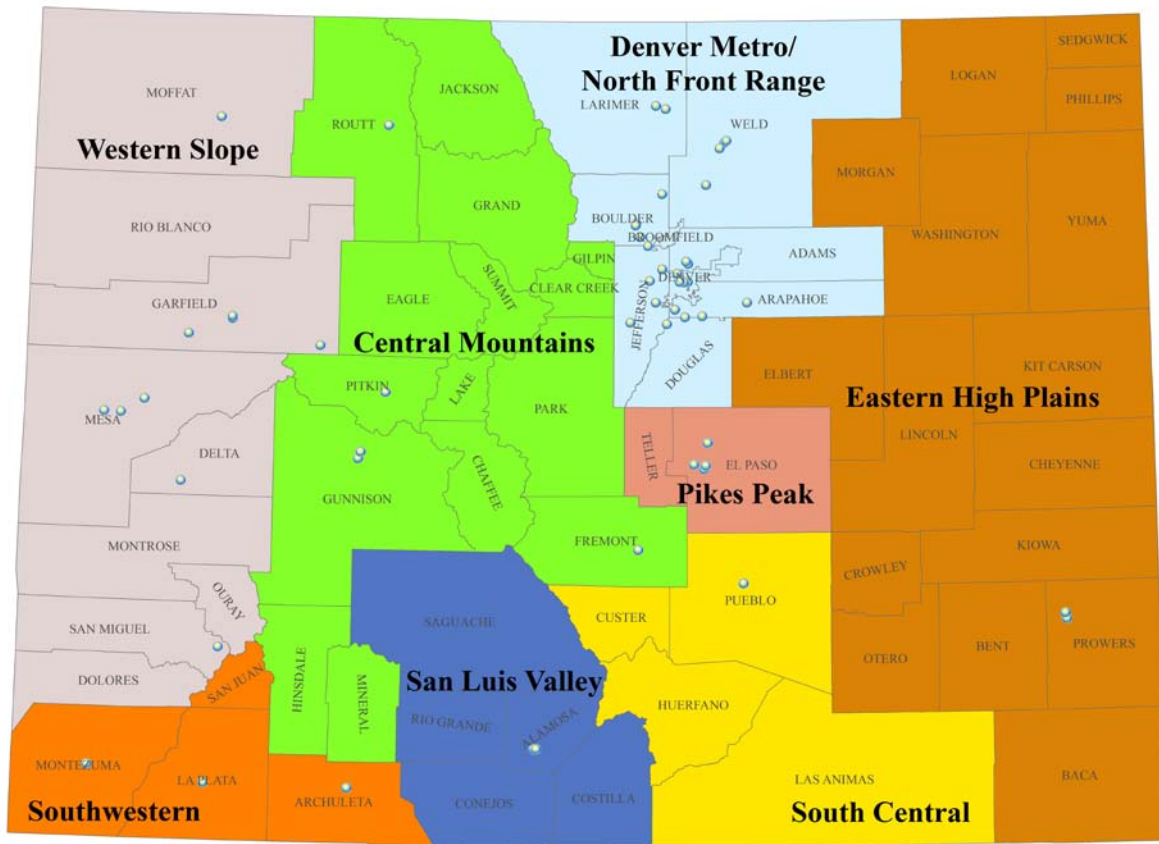 Denver Metro/
North Front Range
SEDGWICK
LOGAN
PHILLIPS
MOFFAT
JACKSON
LARIMER
ROUTT
WELD
Western Slope
MORGAN
YUMA
GRAND
RIO BLANCO
BOULDER
BROOMFIELD
WASHINGTON
ADAMS
GILPIN
SUMMIT
CLEAR CREEK
DENVER
EAGLE
GARFIELD
ARAPAHOE
JEFFERSON
Central Mountains
DOUGLAS
ELBERT
KIT CARSON
PITKIN
LAKE
Eastern High Plains
MESA
PARK
LINCOLN
DELTA
TELLER
EL PASO
CHEYENNE
CHAFFEE
GUNNISON
Pikes Peak
MONTROSE
FREMONT
KIOWA
CROWLEY
OURAY
PUEBLO
CUSTER
SAGUACHE
SAN MIGUEL
BENT
PROWERS
OTERO
SAN JUAN
HINSDALE
DOLORES
San Luis Valley
MINERAL
HUERFANO
RIO GRANDE
ALAMOSA
MONTEZUMA
LA PLATA
BACA
LAS ANIMAS
ARCHULETA
COSTILLA
CONEJOS
Southwestern
South Central